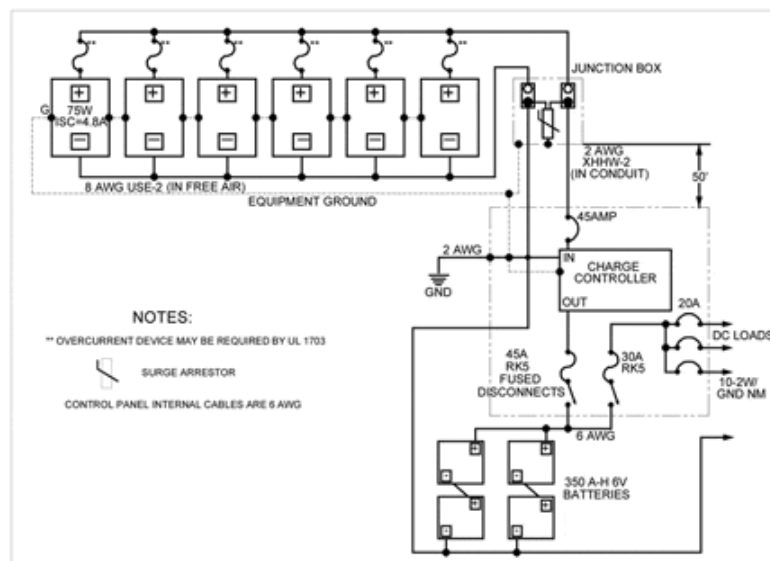 JUNCTION BOX
** ** ** ** ** **
+ + + + + +
G
75W
ISC=4.8A
2 AWG
XHHW-2
(IN CONDUIT)
50'
8 AWG USE-2 (IN FREE AIR)
EQUIPMENT GROUND
45AMP
2 AWG
IN
CHARGE
CONTROLLER
GND
OUT
20A
DC LOADS
NOTES:
** OVERCURRENT DEVICE MAY BE REQUIRED BY UL 1703
45A
RK5
FUSED
DISCONNECTS
30A
RK5
SURGE ARRESTOR
10-2W/
GND NM
CONTROL PANEL INTERNAL CABLES ARE 6 AWG
6 AWG
+ +
- -
350 A-H 6V
BATTERIES
+ +
- -